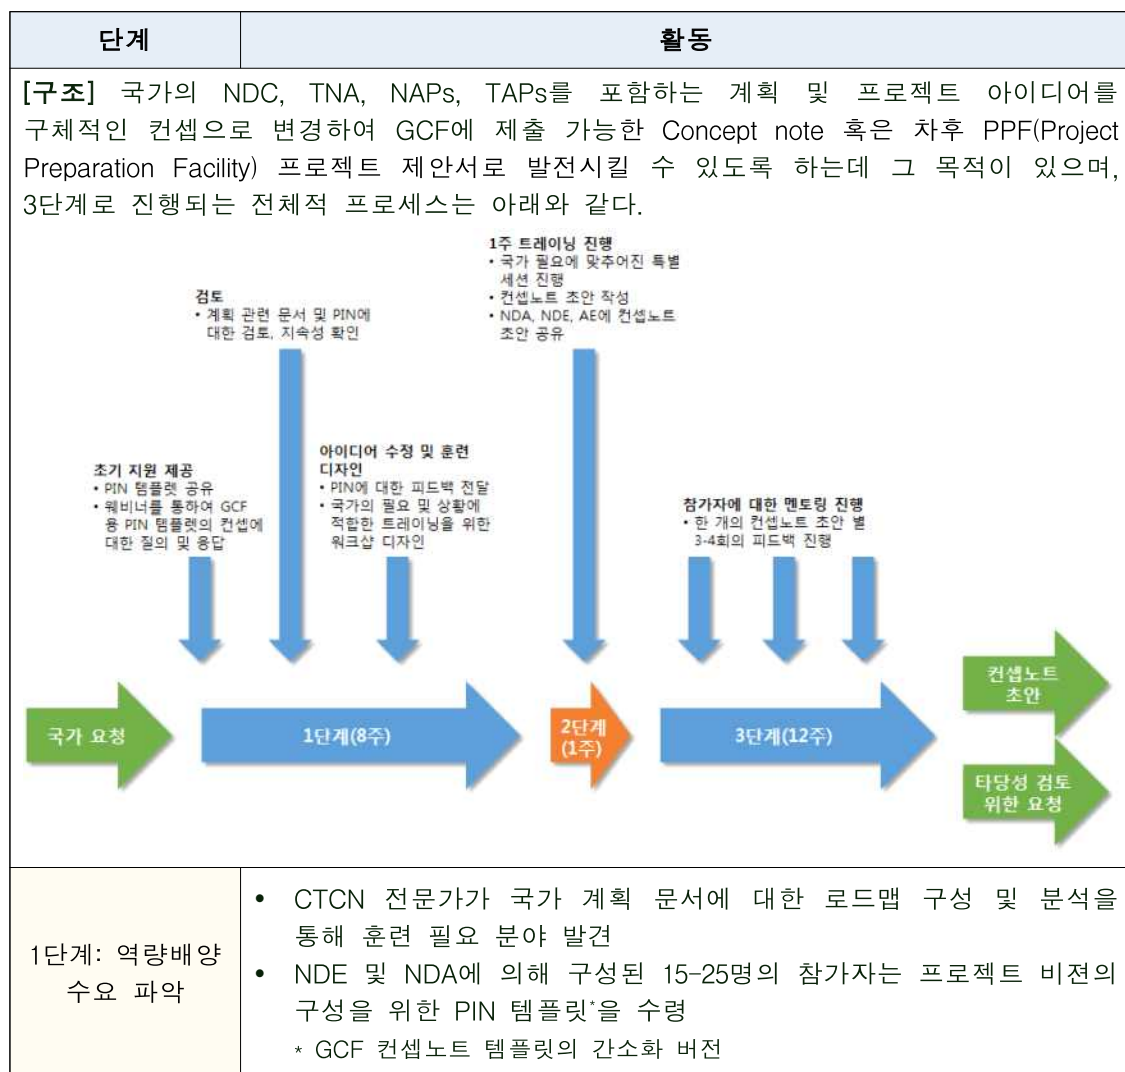 단계
활동
[구조] 국가의 NDC, TNA, NAPs, TAPs를 포함하는 계획 및 프로젝트 아이디어를
구체적인 컨셉으로 변경하여 GCF에 제출 가능한 Concept note 혹은 차후 PPF(Project
Preparation Facility) 프로젝트 제안서로 발전시킬 수 있도록 하는데 그 목적이 있으며,
3단계로 진행되는 전체적 프로세스는 아래와 같다.
1주 트레이닝 진행
• 국가 필요에 맞추어진 특별
세션 진행
• 컨셉노트 초안 작성
• NDA, NDE, AE에 컨셉노트
초안 공유
검토
• 계획 관련 문서 및 PIN에
대한 검토, 지속성 확인
초기 지원 제공
• PIN 템플렛 공유
• 웨비너를 통하여 GCF
용 PIN 템플렛의 컨셉에
대한 질의 및 응답
아이디어 수정 및 훈련
디자인
• PIN에 대한 피드백 전달
• 국가의 필요 및 상황에
적합한 트레이닝을 위한
워크샵 디자인
참가자에 대한 멘토링 진행
• 한 개의 컨셉노트 초안 별
3-4회의 피드백 진행
국가 요청
1단계(8주)
2단계
(1주)
3단계(12주)
컨셉노트
초안
타당성 검토
위한 요청
1단계: 역량배양
수요 파악
• CTCN 전문가가 국가 계획 문서에 대한 로드맵 구성 및 분석을
통해 훈련 필요 분야 발견
• NDE 및 NDA에 의해 구성된 15-25명의 참가자는 프로젝트 비젼의
구성을 위한 PIN 템플릿*을 수령
* GCF 컨셉노트 템플릿의 간소화 버전